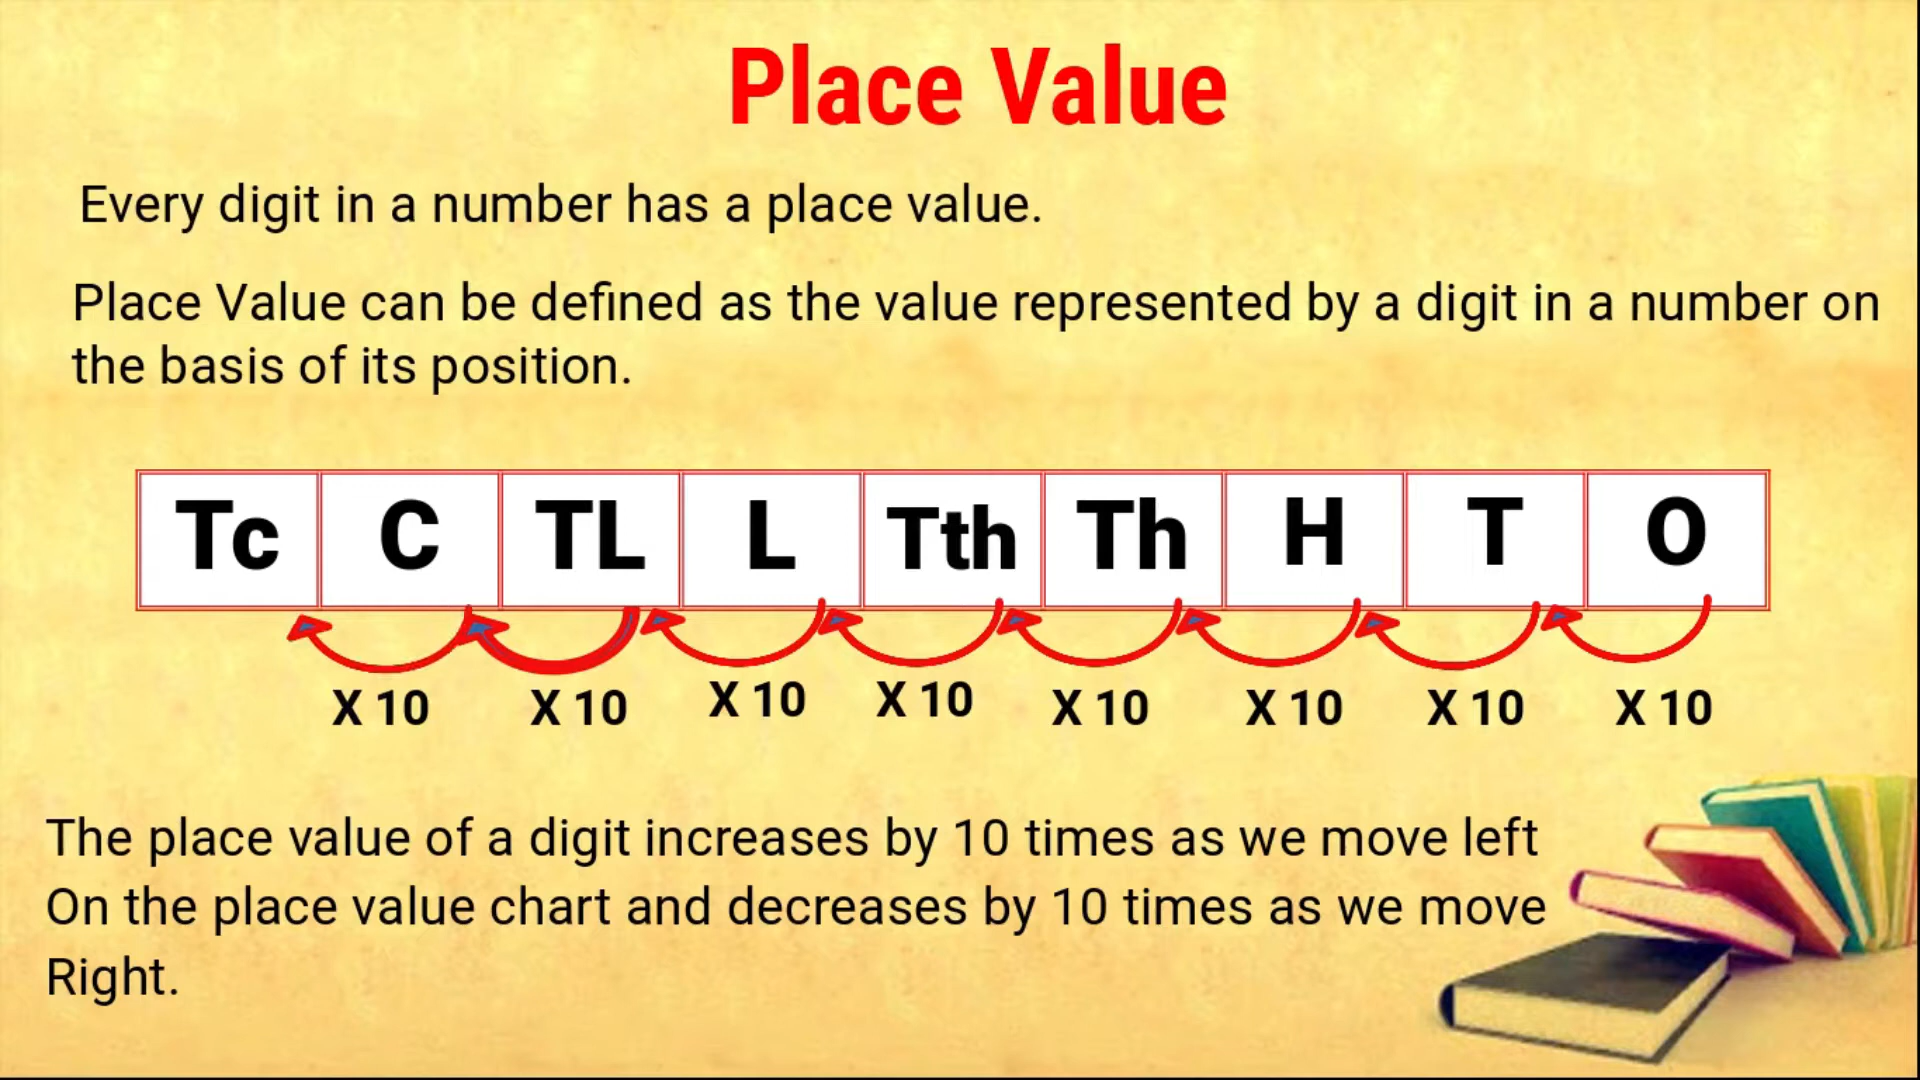 Place Value
Every digit in a number has a place value.
Place Value can be defined as the value represented by a digit in a number on
the basis of its position.
Tc C TL L Tth Th H T O
X 10 X 10 X 10 X 10 X 10 X 10 X 10 X 10
The place value of a digit increases by 10 times as we move left
On the place value chart and decreases by 10 times as we move
Right.